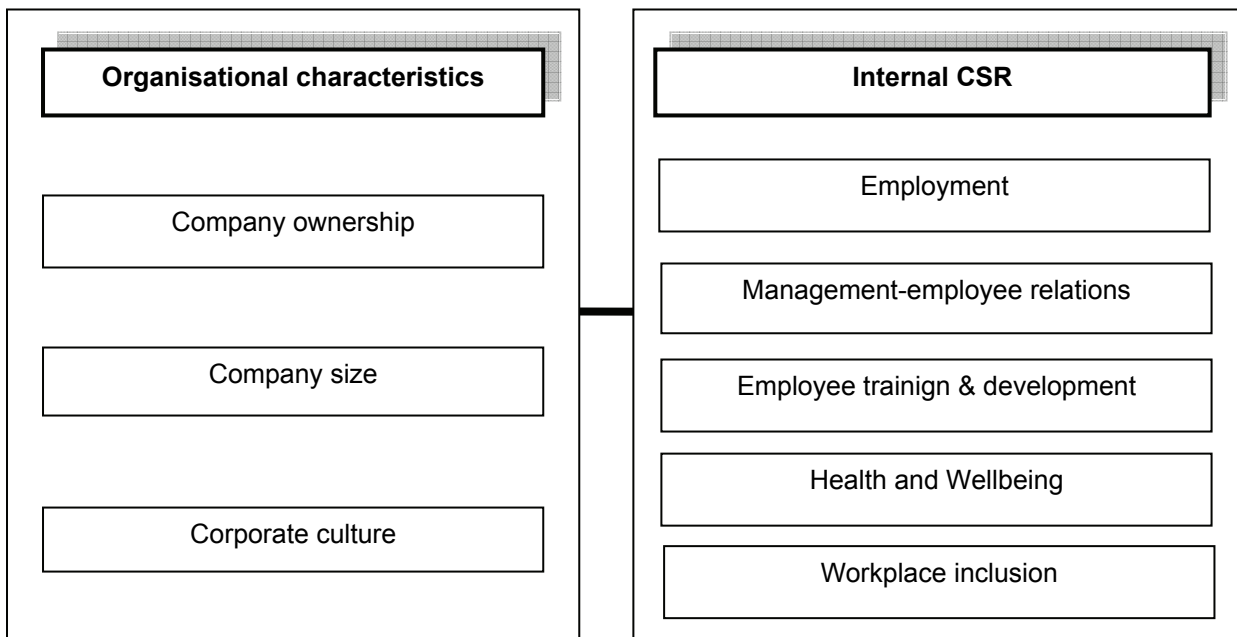 Organisational characteristics
Company ownership
Company size
Corporate culture
Internal CSR
Employment
Management-employee relations
Employee trainign & development
Health and Wellbeing
Workplace inclusion